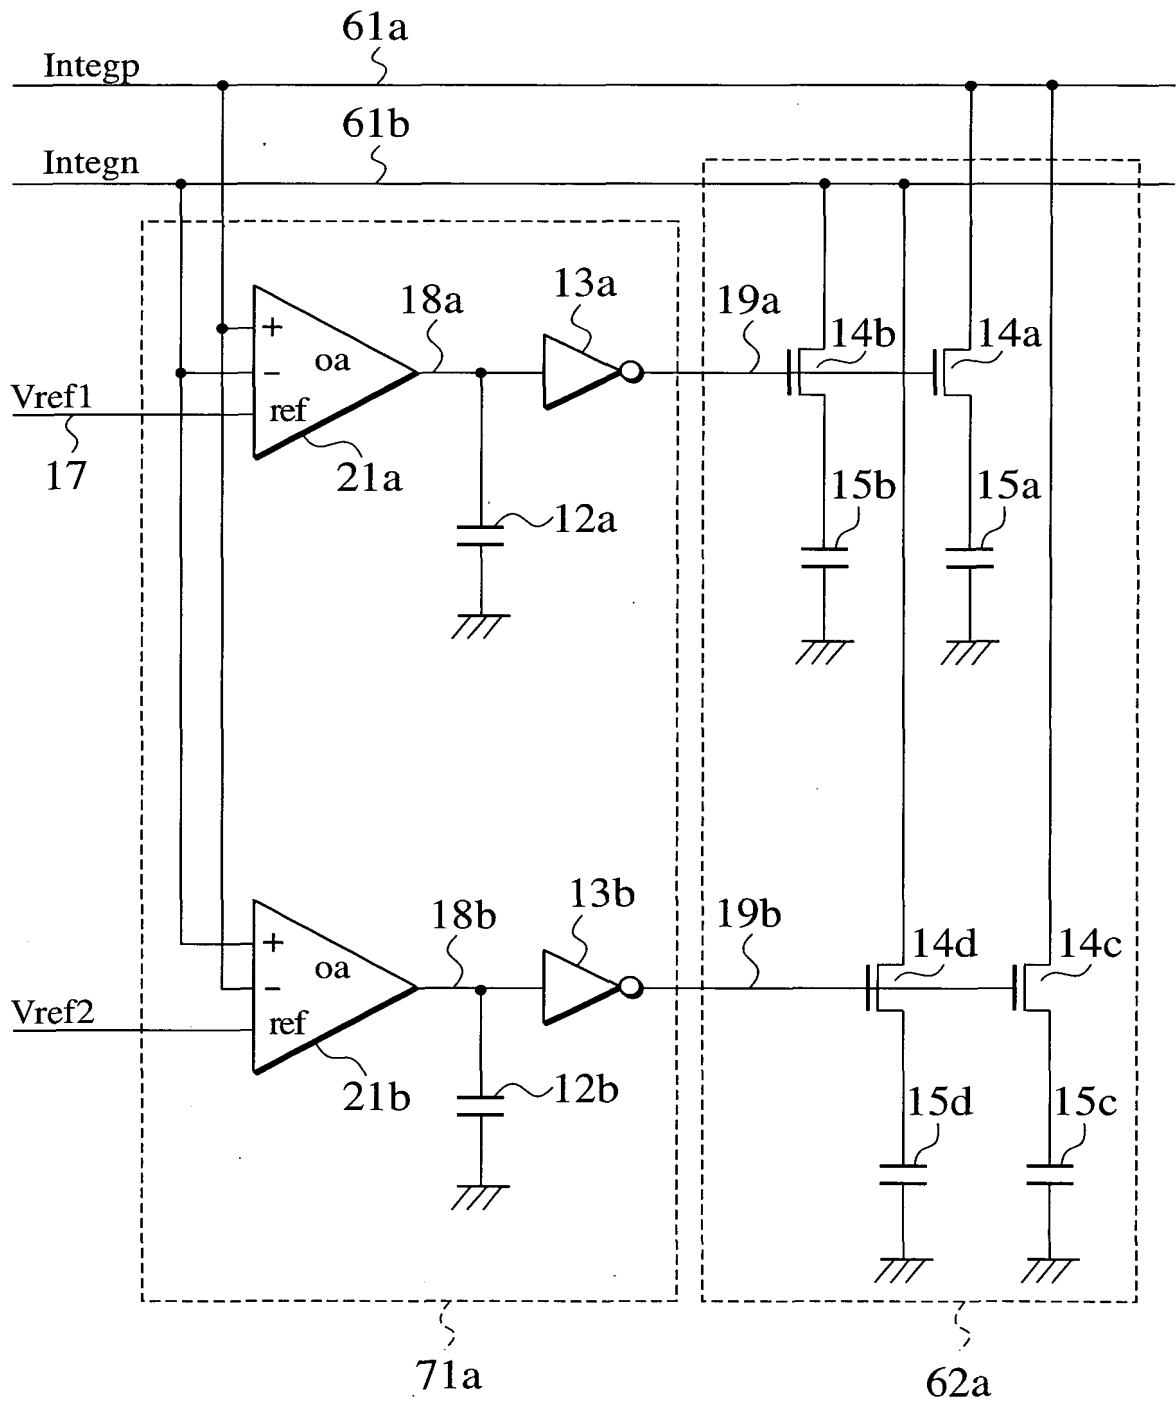 61a
Integp
61b
Integn
18a
13a
19a
14b
14a
+
oa
−
Vref1
ref
17
21a
12a
15b
15a
18b
13b
19b
14d
14c
+
oa
−
Vref2
ref
21b
12b
15d
15c
71a
62a